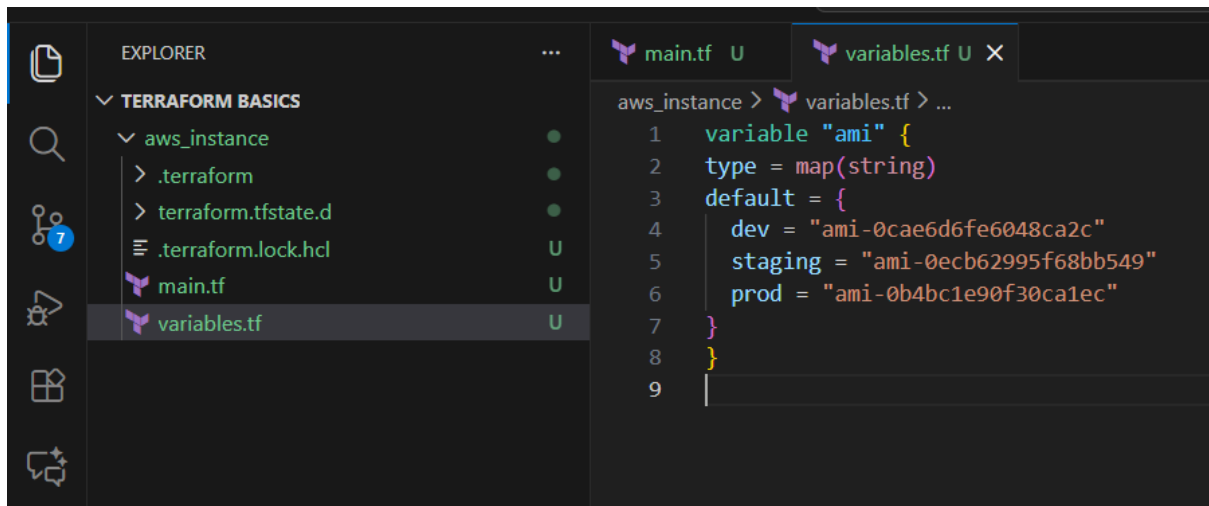 EXPLORER ...
TERRAFORM BASICS
aws_instance
.terraform
terraform.tfstate.d
.terraform.lock.hcl U
main.tf U
variables.tf U
7
main.tf U variables.tf U
aws_instance > variables.tf > ...
1 variable "ami" {
2 type = map(string)
3 default = {
4 dev = "ami-0cae6d6fe6048ca2c"
5 staging = "ami-0ecb62995f68bb549"
6 prod = "ami-0b4bc1e90f30ca1ec"
7 }
8 }
9